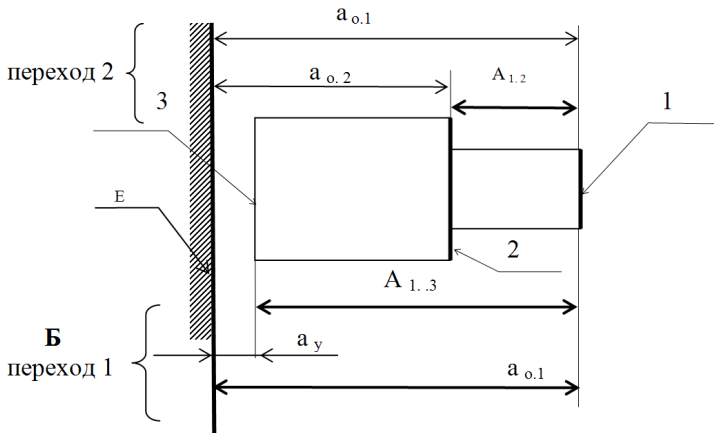 a о.1
переход 2
a о. 2
A 1. 2
3
1
E
2
A 1. .3
Б
a y
переход 1
a о.1